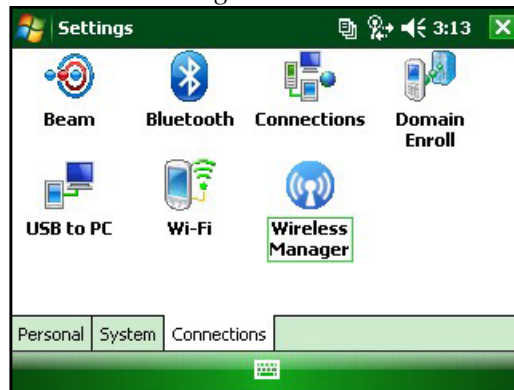 Settings 3:13
Beam Bluetooth Connections Domain
Enroll
USB to PC Wi-Fi Wireless
Manager
Personal System Connections